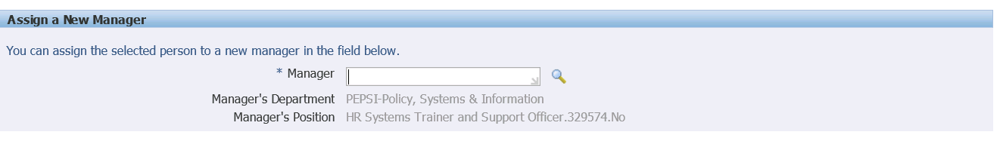 Assign a New Manager
You can assign the selected person to a new manager in the field below.
* Manager
Manager's Department PEPSI-Policy, Systems & Information
Manager's Position HR Systems Trainer and Support Officer.329574.No